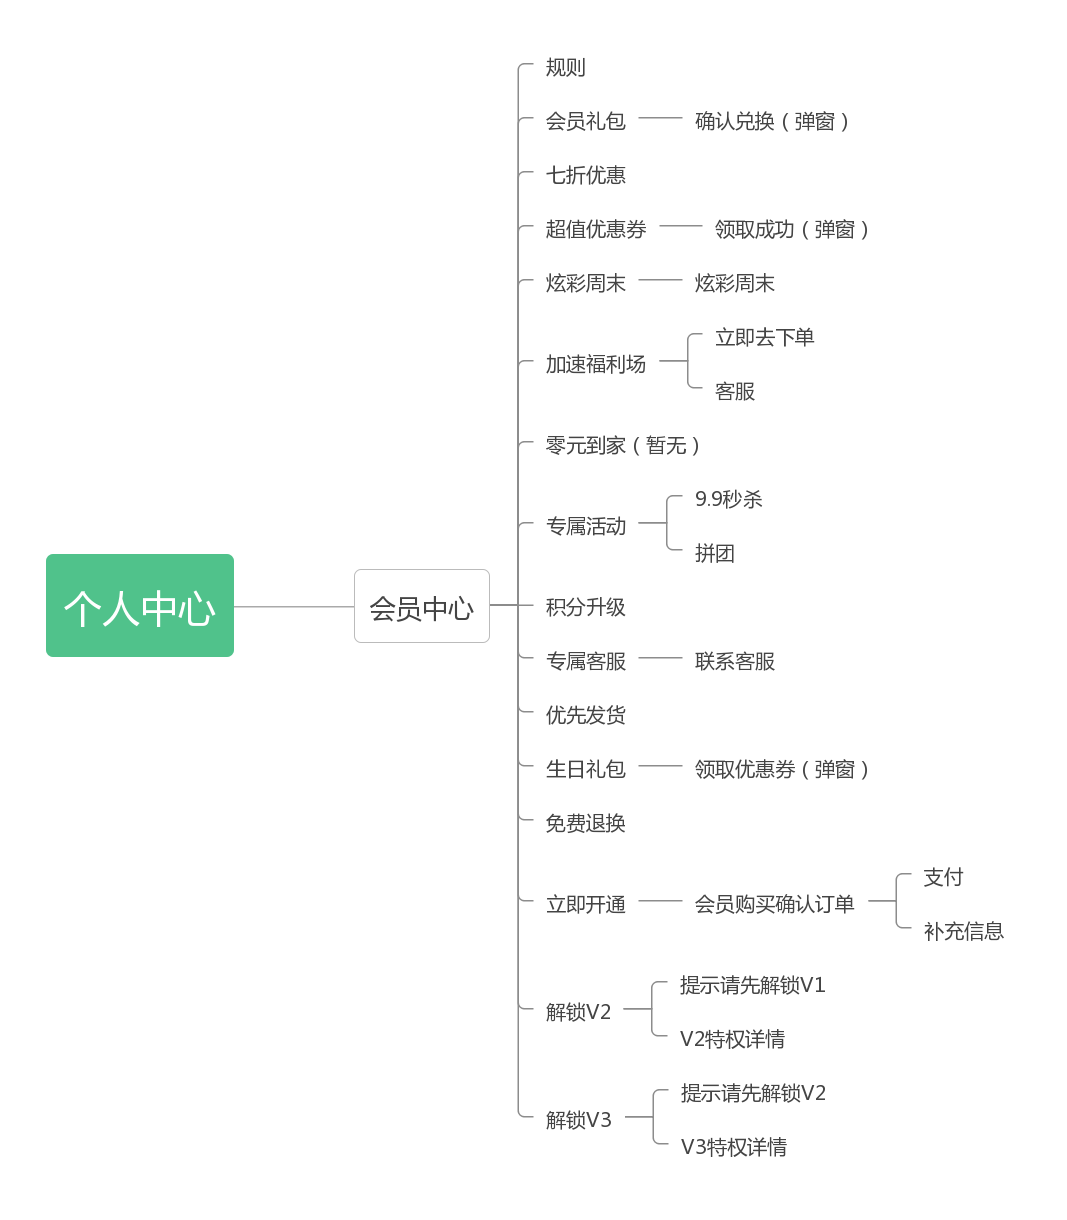 个人中心
会员中心
规则
会员礼包
确认兑换（弹窗）
七折优惠
超值优惠券
领取成功（弹窗）
炫彩周末
炫彩周末
加速福利场
立即去下单
客服
零元到家（暂无）
专属活动
9.9秒杀
拼团
积分升级
专属客服
联系客服
优先发货
生日礼包
领取优惠券（弹窗）
免费退换
立即开通
会员购买确认订单
支付
补充信息
解锁V2
提示请先解锁V1
V2特权详情
解锁V3
提示请先解锁V2
V3特权详情